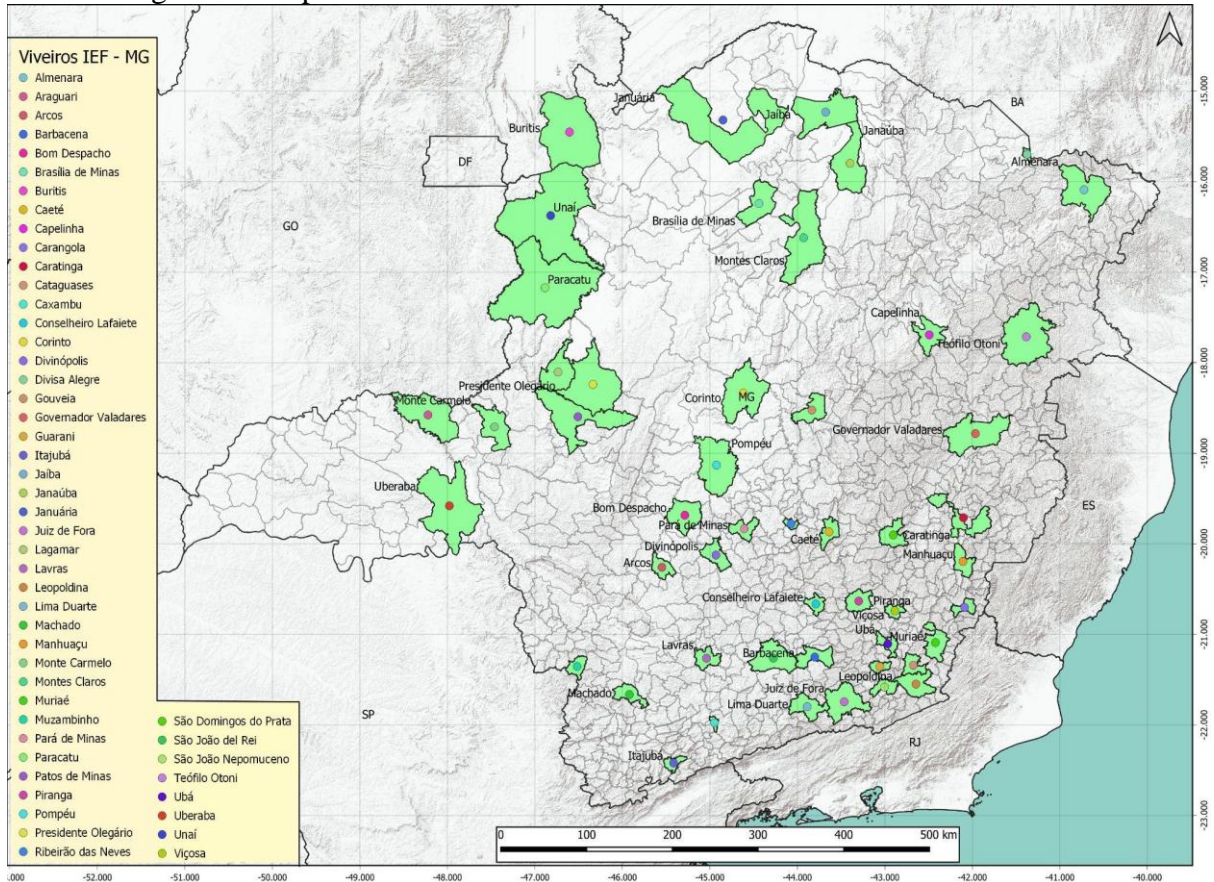 Viveiros IEF - MG
Almenara
Araguari
Arcos
Barbacena
Bom Despacho
Brasília de Minas
Buritis
Caeté
Capelinha
Carangola
Caratinga
Cataguases
Caxambu
Conselheiro Lafaiete
Corinto
Divinópolis
Divisa Alegre
Gouveia
Governador Valadares
Guarani
Itajubá
Jaíba
Janaúba
Januária
Juiz de Fora
Lagamar
Lavras
Leopoldina
Lima Duarte
Machado
Manhuaçu
Monte Carmelo
Montes Claros
Muriaé
Muzambinho
Pará de Minas
Paracatu
Patos de Minas
Piranga
Pompéu
Presidente Olegário
Ribeirão das Neves
São Domingos do Prata
São João del Rei
São João Nepomuceno
Teófilo Otoni
Ubá
Uberaba
Unaí
Viçosa
Januária
Jaíba
BA
Buritis
Janaúba
DF
Almenara
Unaí
Brasília de Minas
GO
Montes Claros
Paracatu
Capelinha
Teófilo Otoni
Presidente Olegário
Monte Carmelo
Corinto
MG
Governador Valadares
Pompéu
Uberaba
Bom Despacho
ES
Pará de Minas
Caeté
Caratinga
Divinópolis
Manhuaçu
Arcos
Conselheiro Lafaiete
Piranga
Viçosa
Ubá
Muriaé
Lavras
Barbacena
Leopoldina
Machado
Juiz de Fora
Lima Duarte
SP
RJ
Itajubá
0 100 200 300 400 500 km
-15.000
-16.000
-17.000
-18.000
-19.000
-20.000
-21.000
-22.000
-23.000
-52.000 -51.000 -50.000 -49.000 -48.000 -47.000 -46.000 -45.000 -44.000 -43.000 -42.000 -41.000 -40.000